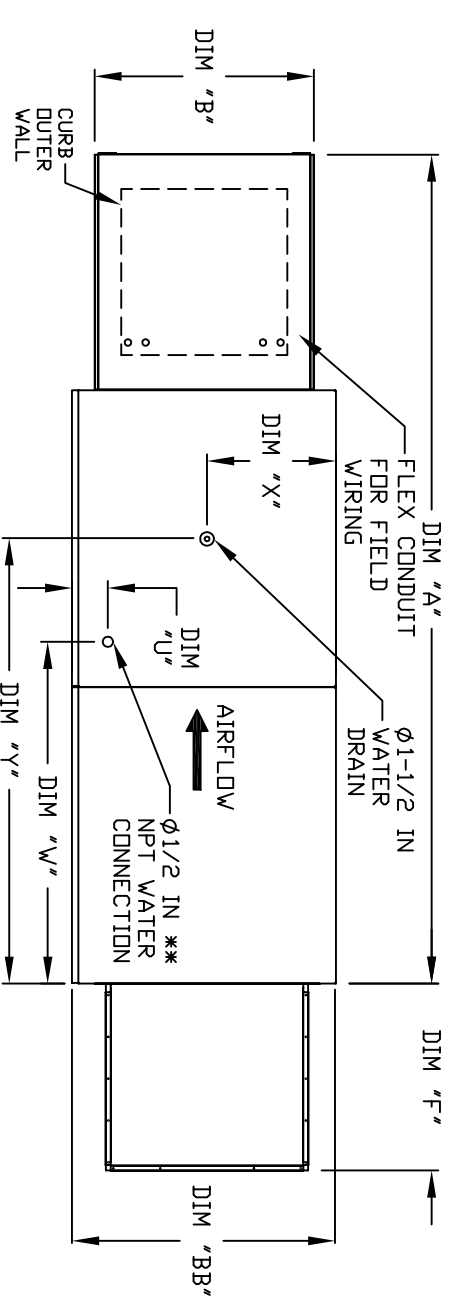 DIM "A"
DIM "F"
FLEX CONDUIT
FOR FIELD
WIRING
Ø1-1/2 IN
WATER
DRAIN
DIM "B"
DIM "X"
DIM
"U"
AIRFLOW
Ø1/2 IN **
NPT WATER
CONNECTION
DIM "BB"
CURB
OUTER
WALL
DIM "W"
DIM "Y"